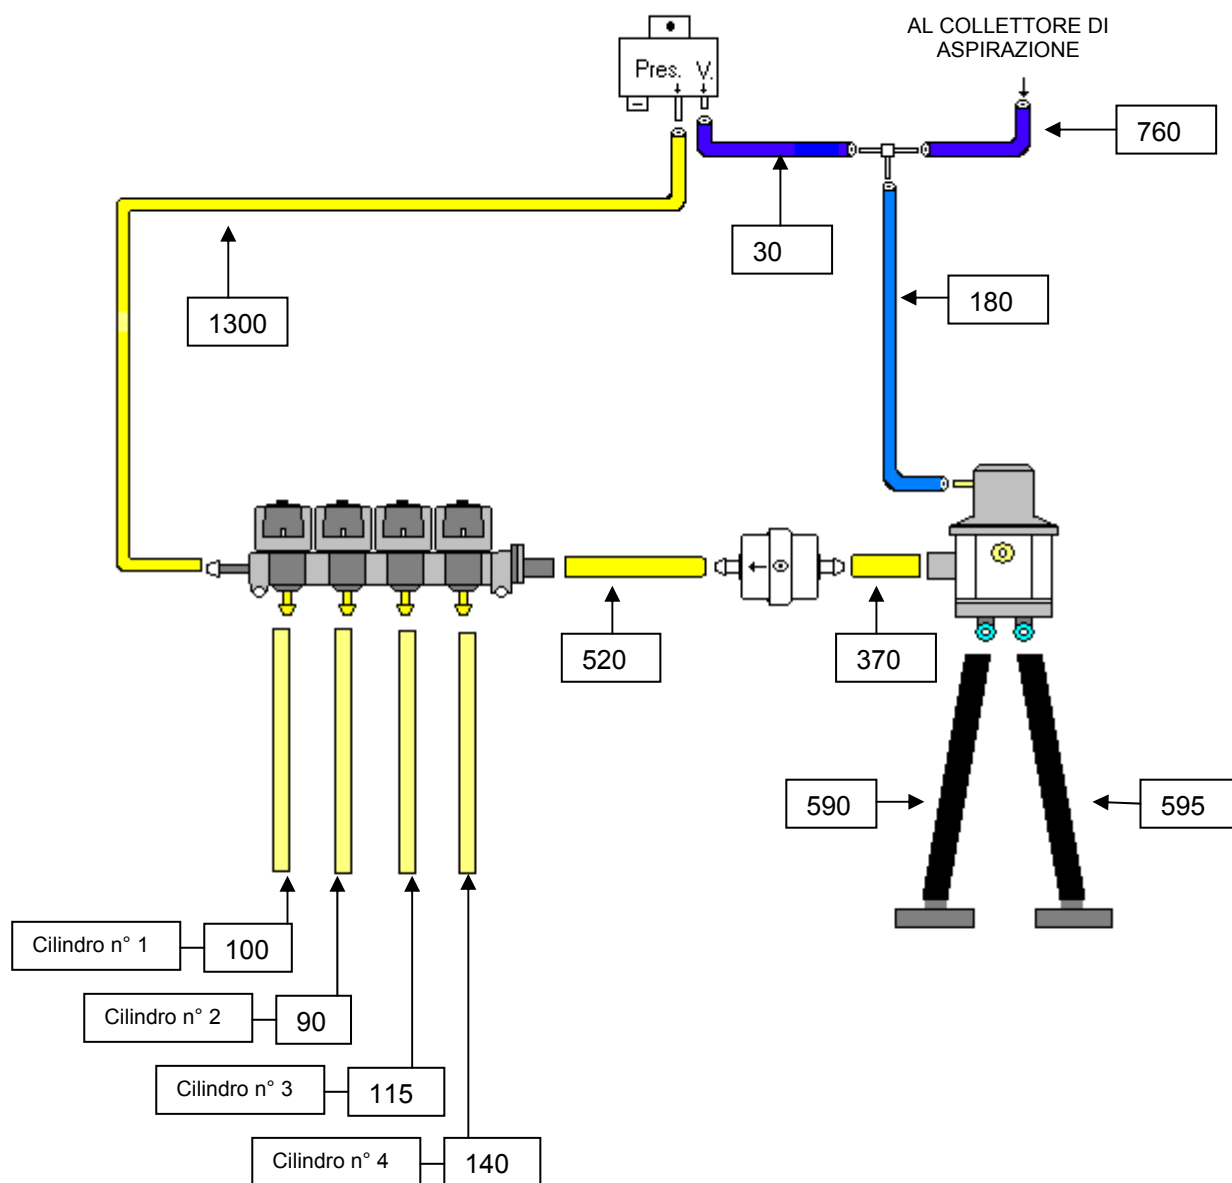 AL COLLETTORE DI
ASPIRAZIONE
Pres. V.
760
30
180
1300
520
370
590
595
Cilindro n° 1
100
Cilindro n° 2
90
Cilindro n° 3
115
Cilindro n° 4
140